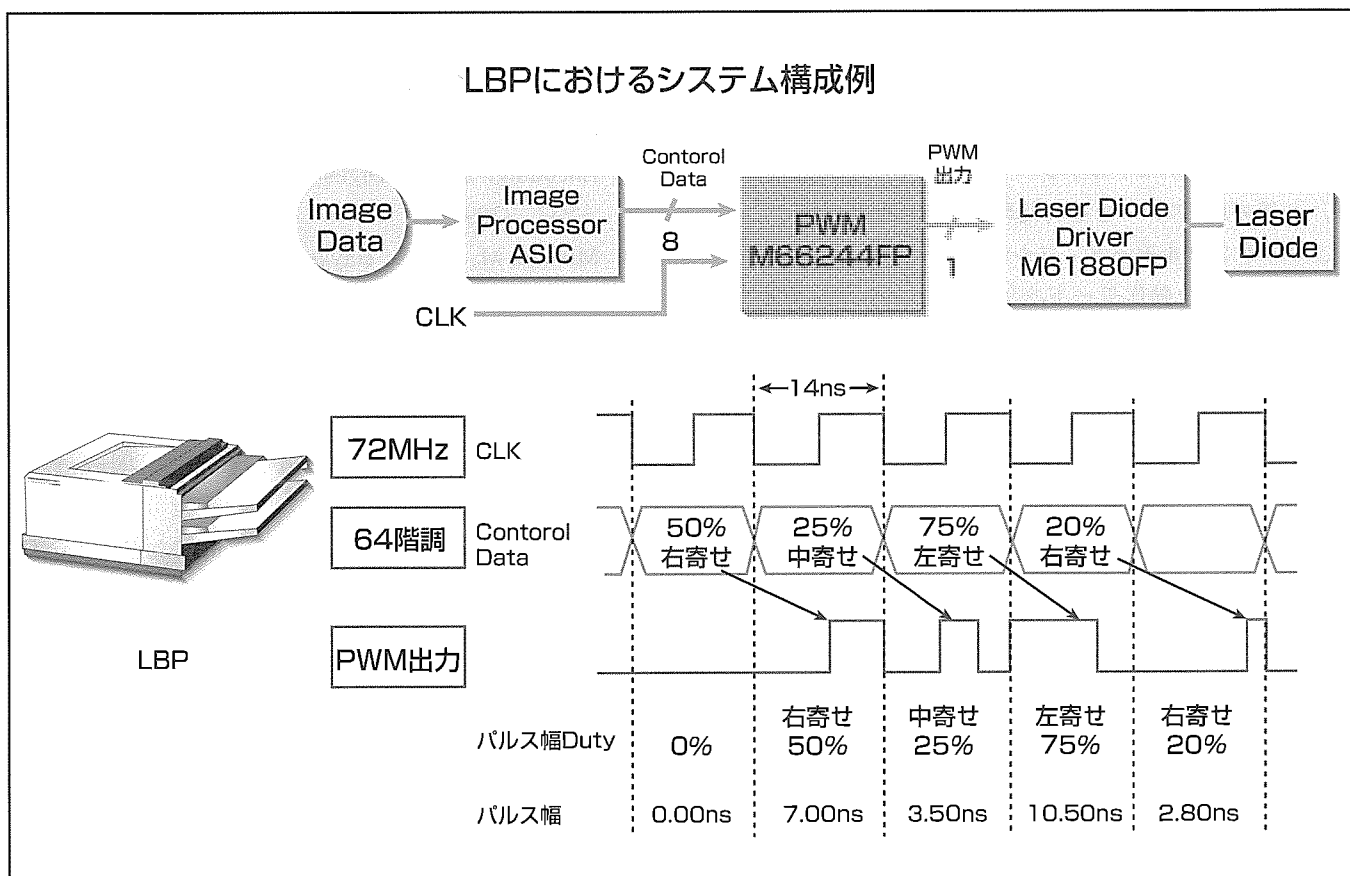 LBPにおけるシステム構成例
Image
Data
Image
Processor
ASIC
Contorol
Data
8
CLK
PWM
M66244FP
PWM
出力
1
Laser Diode
Driver
M61880FP
Laser
Diode
14ns
72MHz CLK
64階調 Contorol
Data
50%
右寄せ
25%
中寄せ
75%
左寄せ
20%
右寄せ
LBP
PWM出力
パルス幅Duty
0%
右寄せ
50%
中寄せ
25%
左寄せ
75%
右寄せ
20%
パルス幅 0.00ns 7.00ns 3.50ns 10.50ns 2.80ns